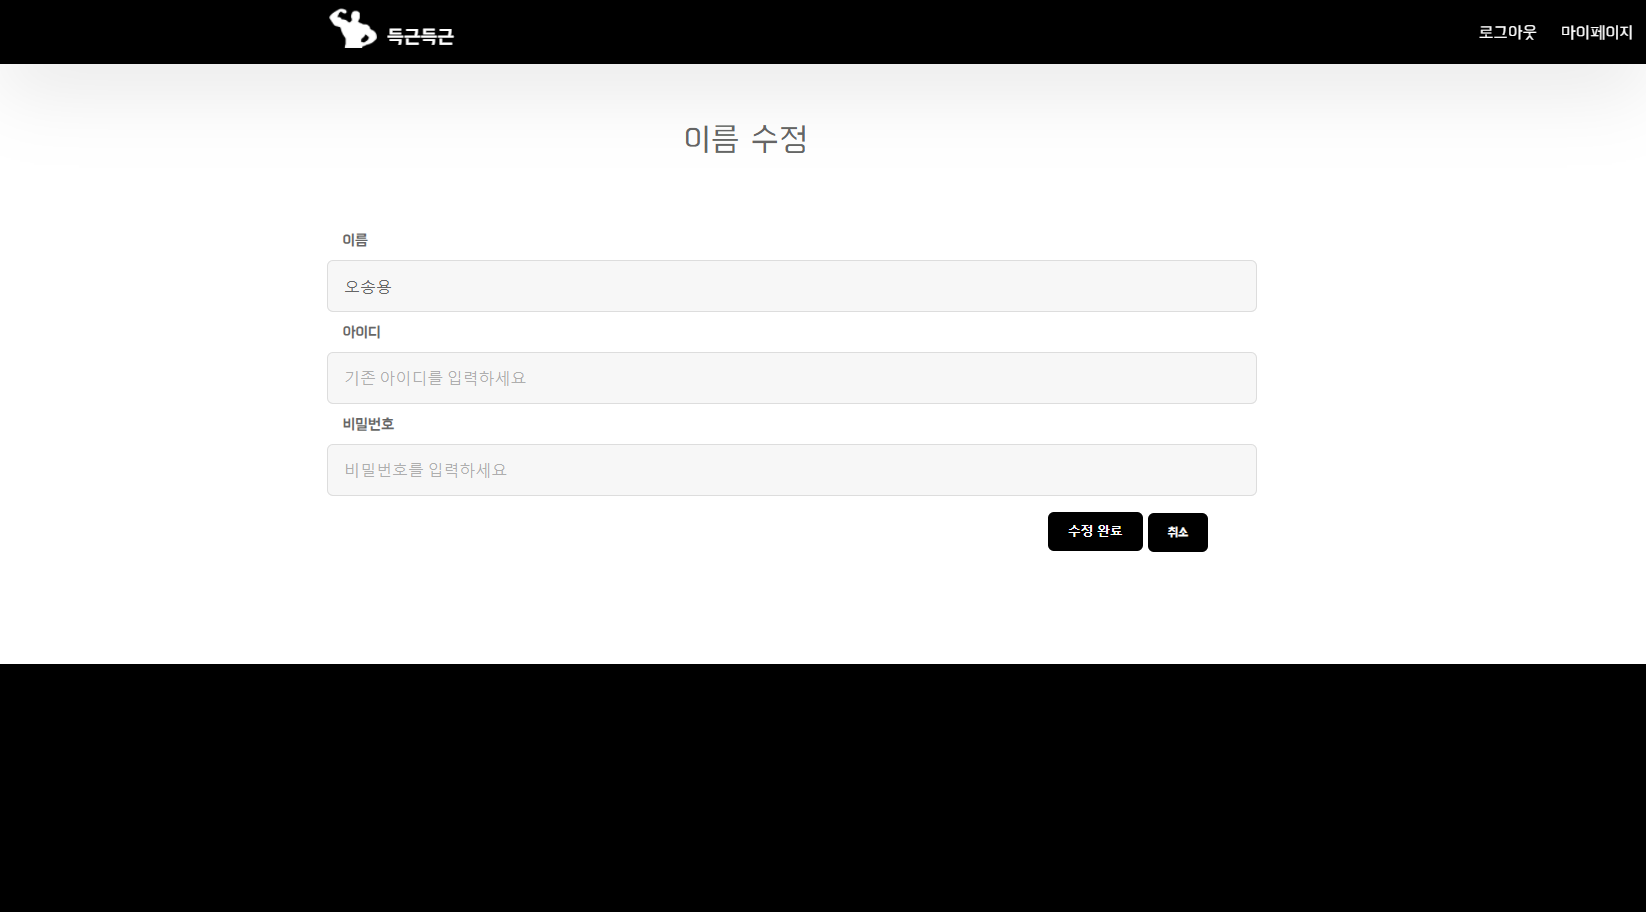 득근득근
로그아웃 마이페이지
이름 수정
이름
오송용
아이디
기존 아이디를 입력하세요
비밀번호
비밀번호를 입력하세요
수정 완료 취소